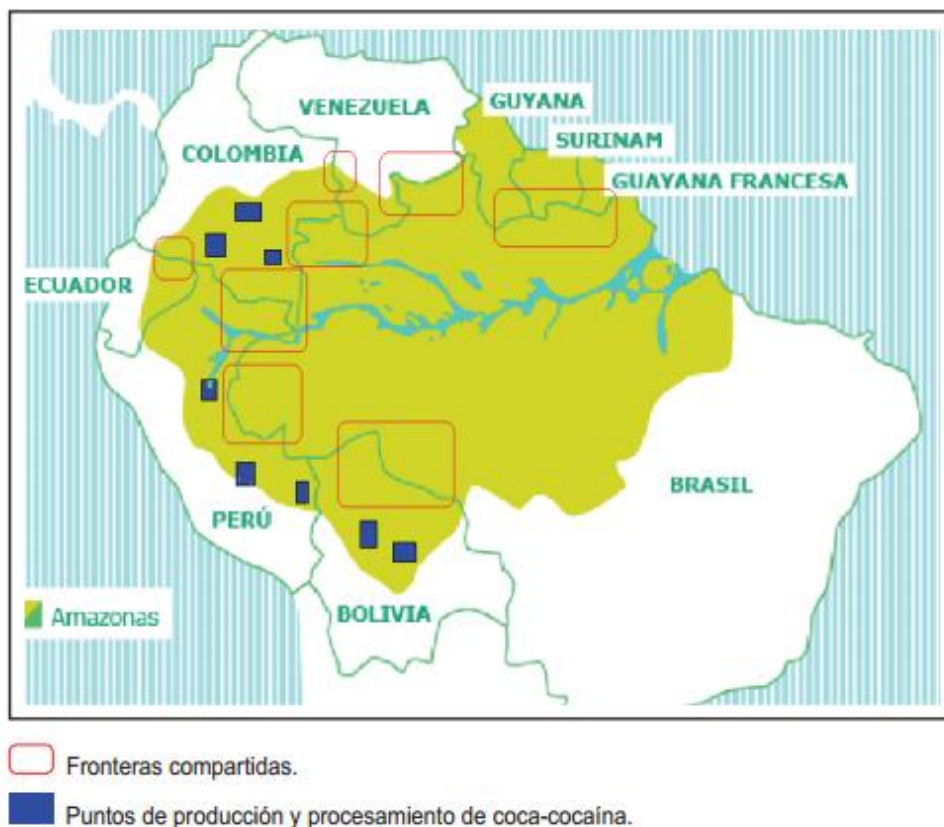 VENEZUELA
GUYANA
SURINAM
COLOMBIA
GUAYANA FRANCESA
ECUADOR
BRASIL
PERÚ
BOLIVIA
Amazonas
Fronteras compartidas.
Puntos de producción y procesamiento de coca-cocaína.